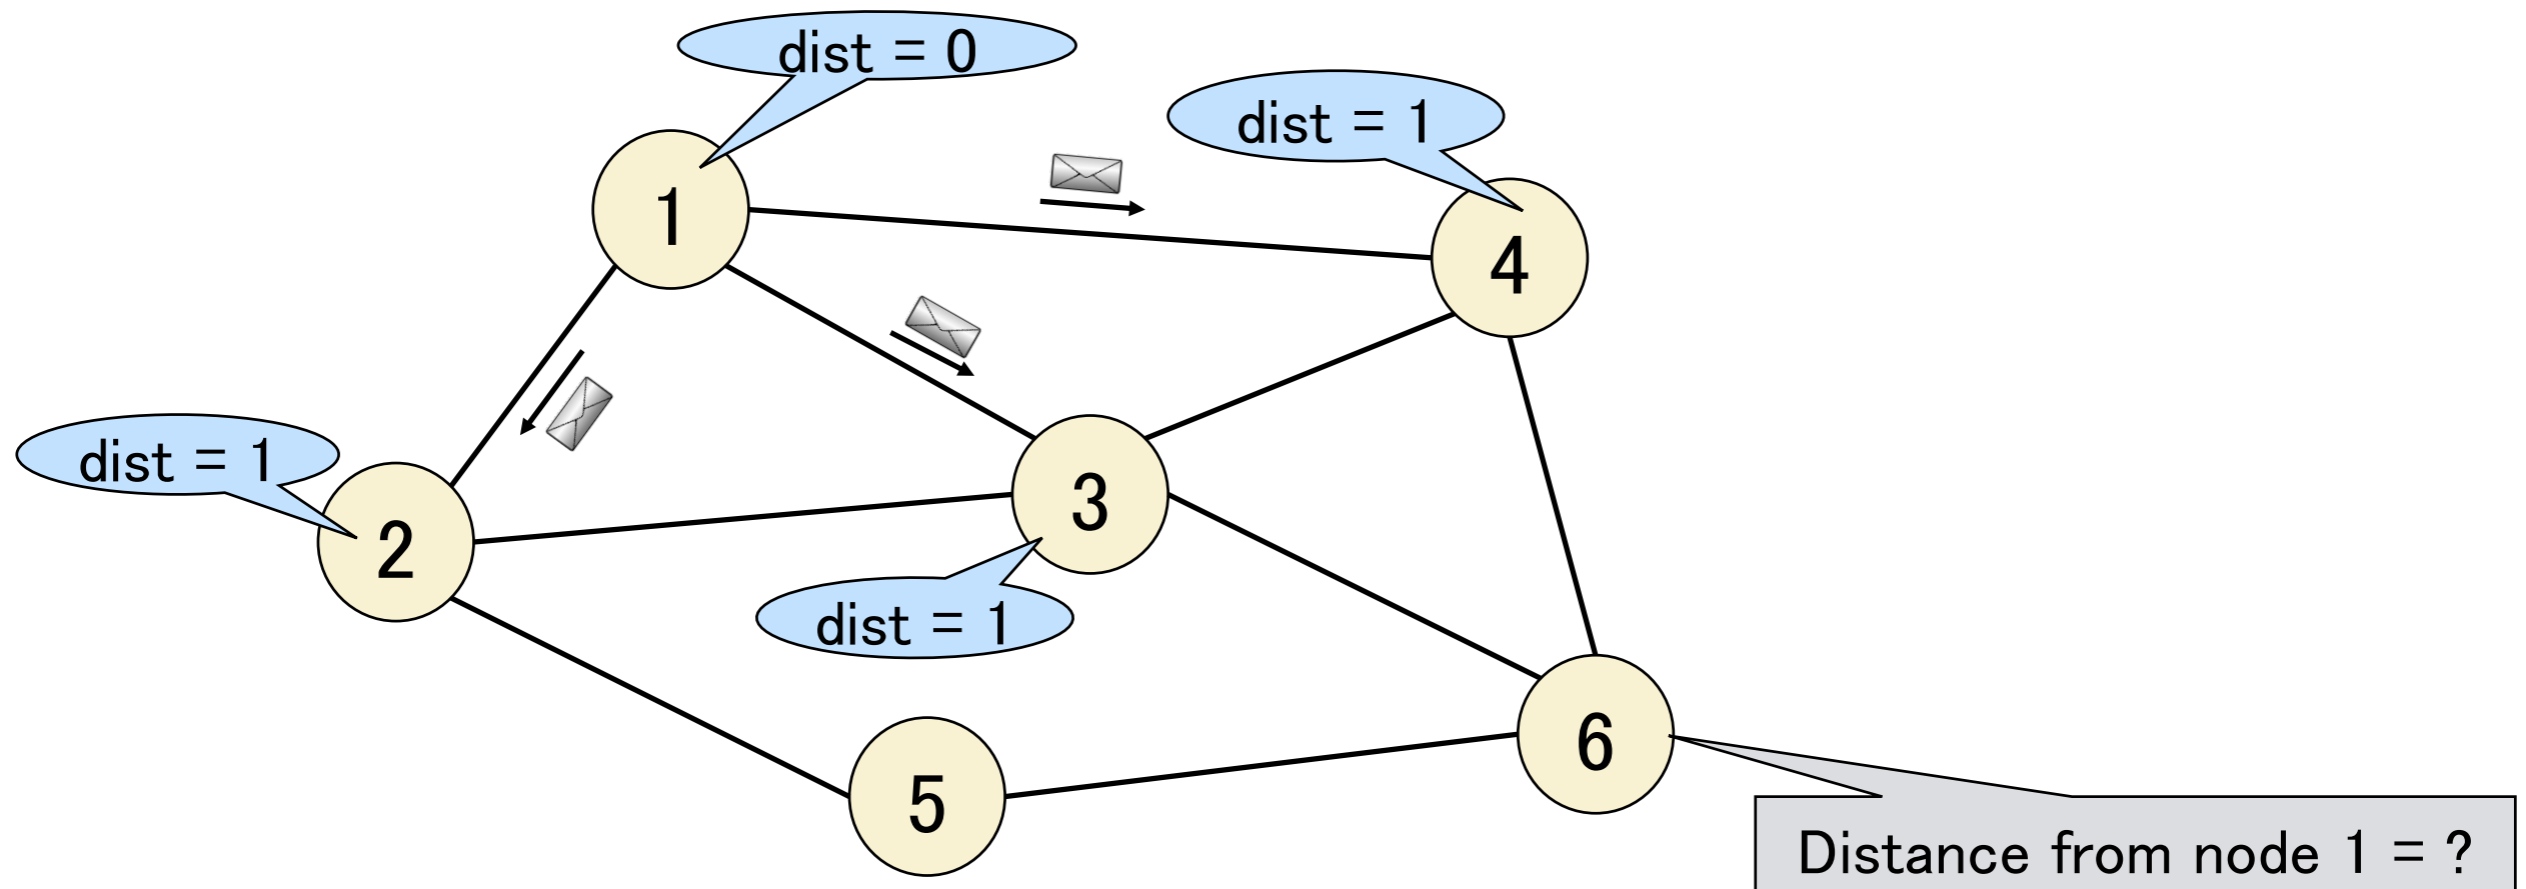 dist = 0
dist = 1
1
4
dist = 1
2
3
dist = 1
5
6
Distance from node 1 = ?